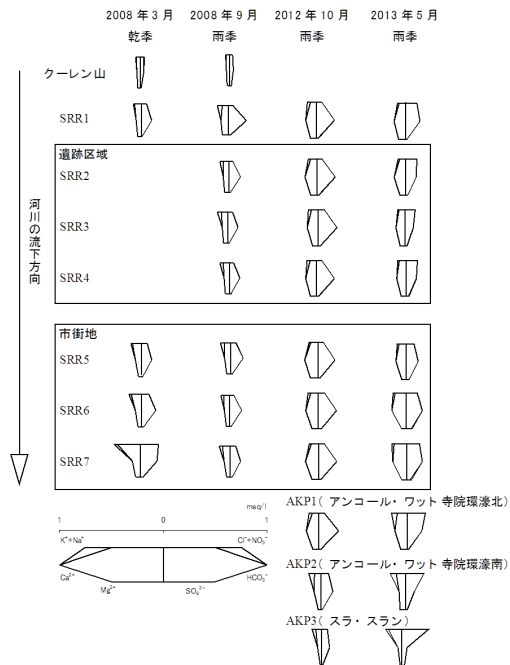 2008 年 3 月 2008 年 9 月 2012 年 10 月 2013 年 5 月
乾季 雨季 雨季 雨季
クーレン山
SRR1
遺跡区域
SRR2
SRR3
SRR4
河川の流下方向
市街地
SRR5
SRR6
SRR7
AKP1( アンコール・ワット 寺院環濠北)
AKP2( アンコール・ワット 寺院環濠南)
AKP3( スラ・スラン)
meq/l
1 0 1
K⁺+Na⁺ Cl⁻+NO₃⁻
Ca²⁺ HCO₃⁻
Mg²⁺ SO₄²⁻